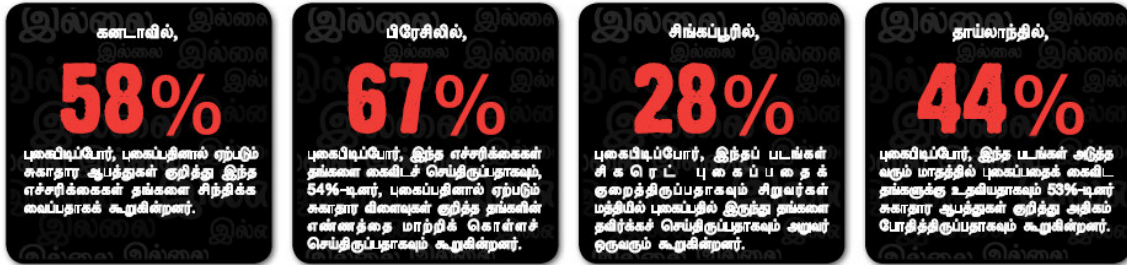 கனடாவில்,
58%
புகைபிடிப்போர், புகைப்பதினால் ஏற்படும்
சுகாதார ஆபத்துகள் குறித்து இந்த
எச்சரிக்கைகள் தங்களை சிந்திக்க
வைப்பதாகக் கூறுகின்றனர்.
பிரேசிலில்,
67%
புகைபிடிப்போர், இந்த எச்சரிக்கைகள்
தங்களை கைவிடச் செய்திருப்பதாகவும்,
54%-டினர், புகைப்பதினால் ஏற்படும்
சுகாதார விளைவுகள் குறித்த தங்களின்
எண்ணத்தை மாற்றிக் கொள்ளச்
செய்திருப்பதாகவும் கூறுகின்றனர்.
சிங்கப்பூரில்,
28%
புகைபிடிப்போர், இந்தப் படங்கள்
சிகரெட் புகைப்பதைக்
குறைத்திருப்பதாகவும் சிறுவர்கள்
மத்தியில் புகைப்பதில் இருந்து தங்களை
தவிர்க்கச் செய்திருப்பதாகவும் அறுவர்
ஒருவரும் கூறுகின்றனர்.
தாய்லாந்தில்,
44%
புகைபிடிப்போர், இந்த படங்கள் அடுத்த
வரும் மாதத்தில் புகைப்பதைக் கைவிட
தங்களுக்கு உதவியதாகவும் 53%-டினர்
சுகாதார ஆபத்துகள் குறித்து அதிகம்
போதித்திருப்பதாகவும் கூறுகின்றனர்.